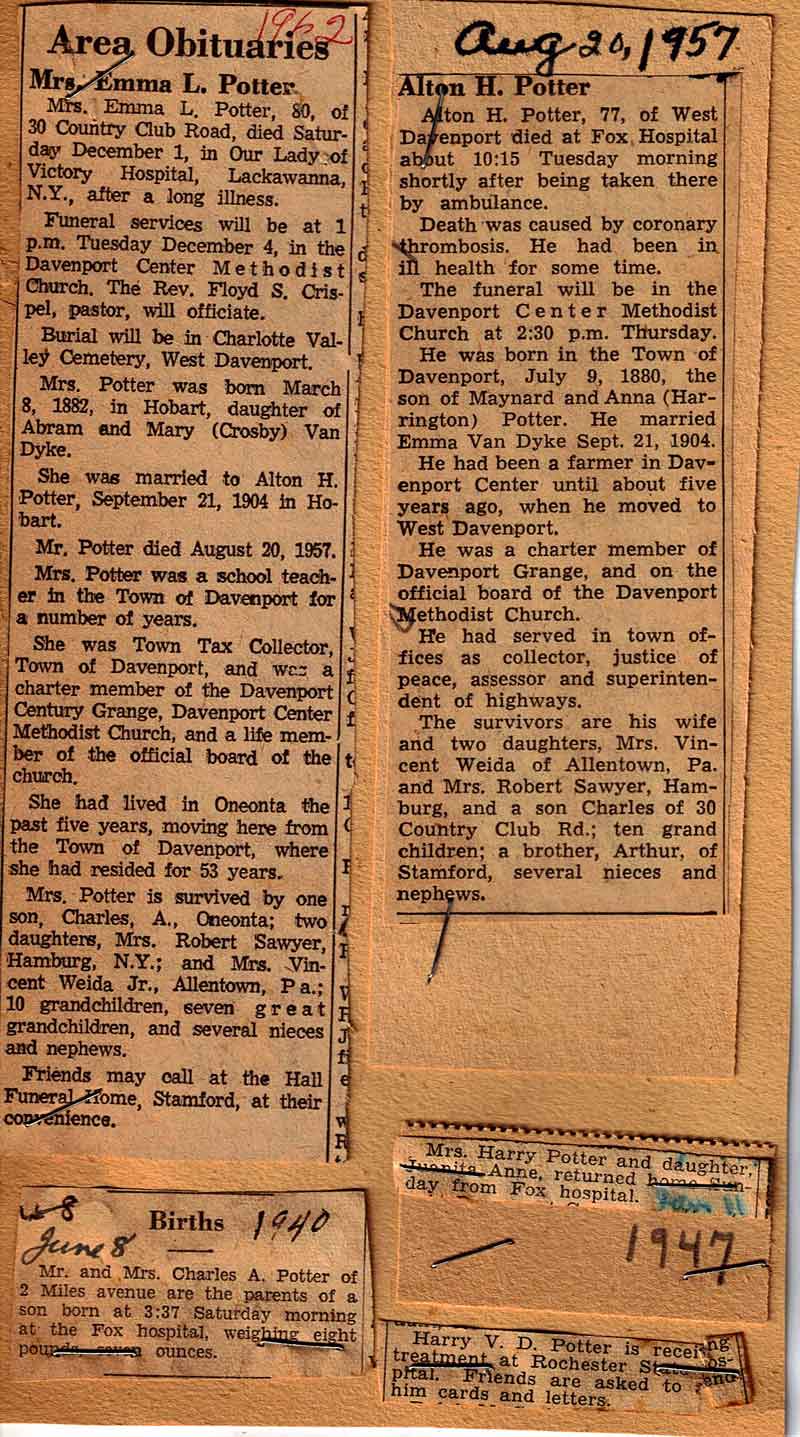 1962
Area Obituaries
Mrs. Emma L. Potter
Mrs. Emma L. Potter, 80, of
30 Country Club Road, died Satur-
day December 1, in Our Lady of
Victory Hospital, Lackawanna,
N.Y., after a long illness.
Funeral services will be at 1
p.m. Tuesday December 4, in the
Davenport Center Methodist
Church. The Rev. Floyd S. Cris-
pel, pastor, will officiate.
Burial will be in Charlotte Val-
ley Cemetery, West Davenport.
Mrs. Potter was born March
8, 1882, in Hobart, daughter of
Abram and Mary (Crosby) Van
Dyke.
She was married to Alton H.
Potter, September 21, 1904 in Ho-
bart.
Mr. Potter died August 20, 1957.
Mrs. Potter was a school teach-
er in the Town of Davenport for
a number of years.
She was Town Tax Collector,
Town of Davenport, and was a
charter member of the Davenport
Century Grange, Davenport Center
Methodist Church, and a life mem-
ber of the official board of the
church.
She had lived in Oneonta the
past five years, moving here from
the Town of Davenport, where
she had resided for 53 years.
Mrs. Potter is survived by one
son, Charles, A., Oneonta; two
daughters, Mrs. Robert Sawyer,
Hamburg, N.Y.; and Mrs. Vin-
cent Weida Jr., Allentown, Pa.;
10 grandchildren, seven great
grandchildren, and several nieces
and nephews.
Friends may call at the Hall
Funeral Home, Stamford, at their
convenience.
Aug 20, 1957
Alton H. Potter
Alton H. Potter, 77, of West
Davenport died at Fox Hospital
about 10:15 Tuesday morning
shortly after being taken there
by ambulance.
Death was caused by coronary
thrombosis. He had been in
ill health for some time.
The funeral will be in the
Davenport Center Methodist
Church at 2:30 p.m. Thursday.
He was born in the Town of
Davenport, July 9, 1880, the
son of Maynard and Anna (Har-
rington) Potter. He married
Emma Van Dyke Sept. 21, 1904.
He had been a farmer in Dav-
enport Center until about five
years ago, when he moved to
West Davenport.
He was a charter member of
Davenport Grange, and on the
official board of the Davenport
Methodist Church.
He had served in town of-
fices as collector, justice of
peace, assessor and superinten-
dent of highways.
The survivors are his wife
and two daughters, Mrs. Vin-
cent Weida of Allentown, Pa.
and Mrs. Robert Sawyer, Ham-
burg, and a son Charles of 30
Country Club Rd.; ten grand
children; a brother, Arthur, of
Stamford, several nieces and
nephews.
Births 1940
June 8
Mr. and Mrs. Charles A. Potter of
2 Miles avenue are the parents of a
son born at 3:37 Saturday morning
at the Fox hospital, weighing eight
pounds seven ounces.
Mrs. Harry Potter and daughter,
Juanita Anne, returned home Sun-
day from Fox hospital. Jan 11
1947
Harry V. D. Potter is receiving
treatment at Rochester State Hos-
pital. Friends are asked to send
him cards and letters.